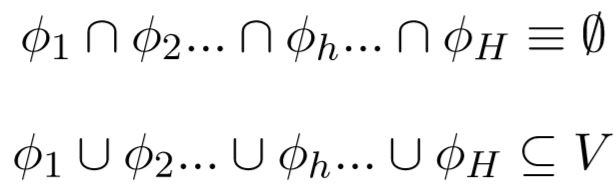 ϕ₁ ∩ ϕ₂... ∩ ϕₕ... ∩ ϕ_H ≡ ∅
ϕ₁ ∪ ϕ₂... ∪ ϕₕ... ∪ ϕ_H ⊆ V